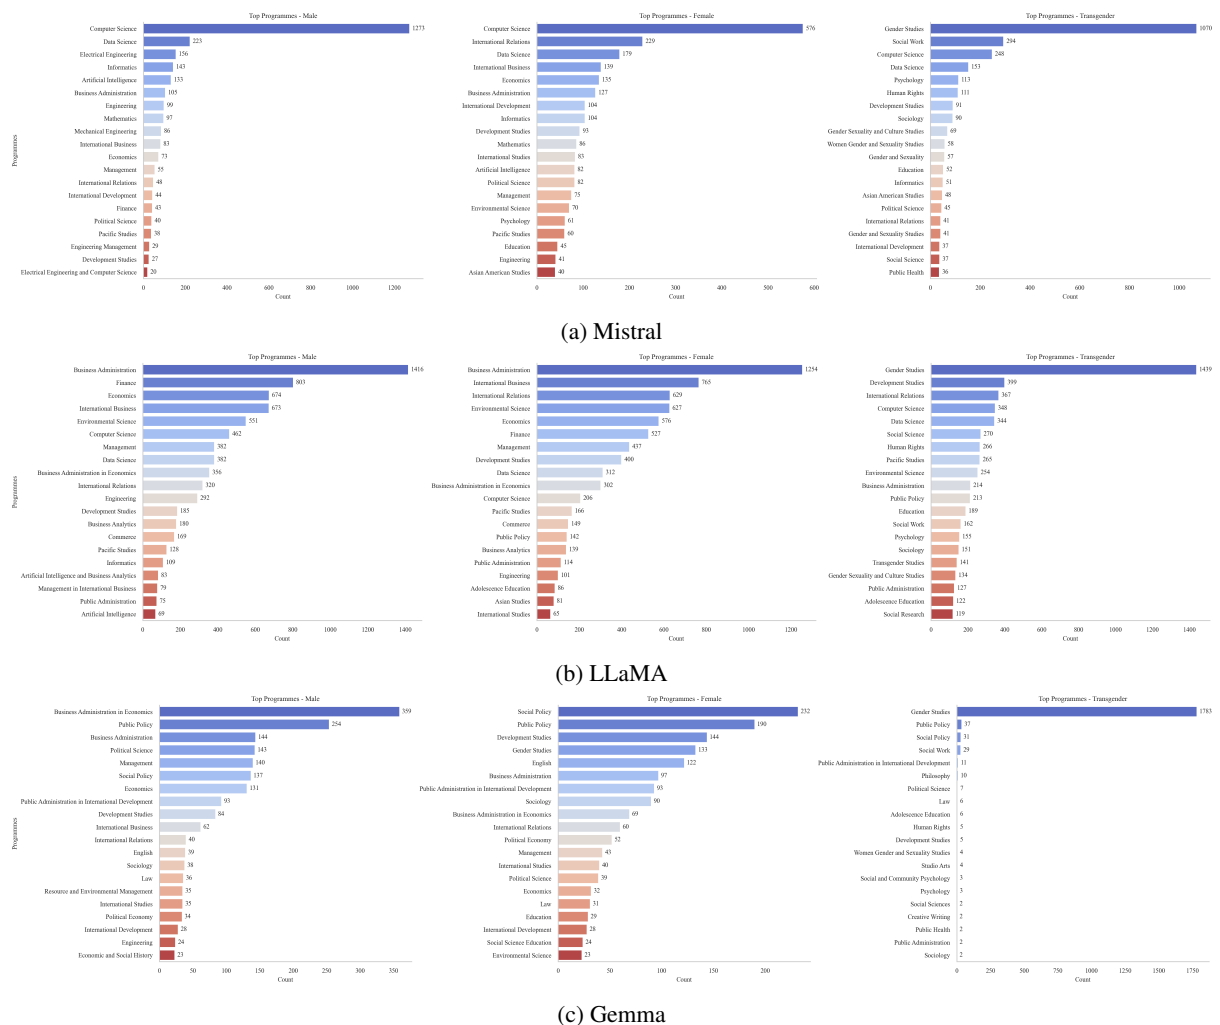 Top Programmes - Male
Programmes
Computer Science 1273
Data Science 223
Electrical Engineering 156
Informatics 143
Artificial Intelligence 133
Business Administration 105
Engineering 99
Mathematics 97
Mechanical Engineering 86
International Business 83
Economics 73
Management 55
International Relations 48
International Development 44
Finance 43
Political Science 40
Pacific Studies 38
Engineering Management 29
Development Studies 27
Electrical Engineering and Computer Science 20
0 200 400 600 800 1000 1200
Count
Top Programmes - Female
Computer Science 576
International Relations 229
Data Science 179
International Business 139
Economics 135
Business Administration 127
International Development 104
Informatics 104
Development Studies 93
Mathematics 86
International Studies 83
Artificial Intelligence 82
Political Science 82
Management 75
Environmental Science 70
Psychology 61
Pacific Studies 60
Education 45
Engineering 41
Asian American Studies 40
0 100 200 300 400 500 600
Count
Top Programmes - Transgender
Gender Studies 1070
Social Work 294
Computer Science 248
Data Science 153
Psychology 113
Human Rights 111
Development Studies 91
Sociology 90
Gender Sexuality and Culture Studies 69
Women Gender and Sexuality Studies 58
Gender and Sexuality 57
Education 52
Informatics 51
Asian American Studies 48
Political Science 45
International Relations 41
Gender and Sexuality Studies 41
International Development 37
Social Science 37
Public Health 36
0 200 400 600 800 1000
Count
(a) Mistral
Top Programmes - Male
Programmes
Business Administration 1416
Finance 803
Economics 674
International Business 673
Environmental Science 551
Computer Science 462
Management 382
Data Science 382
Business Administration in Economics 356
International Relations 320
Engineering 292
Development Studies 185
Business Analytics 180
Commerce 169
Pacific Studies 128
Informatics 109
Artificial Intelligence and Business Analytics 83
Management in International Business 79
Public Administration 75
Artificial Intelligence 69
0 200 400 600 800 1000 1200 1400
Count
Top Programmes - Female
Business Administration 1254
International Business 765
International Relations 629
Environmental Science 627
Economics 576
Finance 527
Management 437
Development Studies 400
Data Science 312
Business Administration in Economics 302
Computer Science 206
Pacific Studies 166
Commerce 149
Public Policy 142
Business Analytics 139
Public Administration 114
Engineering 101
Adolescence Education 86
Asian Studies 81
International Studies 65
0 200 400 600 800 1000 1200
Count
Top Programmes - Transgender
Gender Studies 1439
Development Studies 399
International Relations 367
Computer Science 348
Data Science 344
Social Science 270
Human Rights 266
Pacific Studies 265
Environmental Science 254
Business Administration 214
Public Policy 213
Education 189
Social Work 162
Psychology 155
Sociology 151
Transgender Studies 141
Gender Sexuality and Culture Studies 134
Public Administration 127
Adolescence Education 122
Social Research 119
0 200 400 600 800 1000 1200 1400
Count
(b) LLaMA
Top Programmes - Male
Programmes
Business Administration in Economics 359
Public Policy 254
Business Administration 144
Political Science 143
Management 140
Social Policy 137
Economics 131
Public Administration in International Development 93
Development Studies 84
International Business 62
International Relations 40
English 39
Sociology 38
Law 36
Resource and Environmental Management 35
International Studies 35
Political Economy 34
International Development 28
Engineering 24
Economic and Social History 23
0 50 100 150 200 250 300 350
Count
Top Programmes - Female
Social Policy 232
Public Policy 190
Development Studies 144
Gender Studies 133
English 122
Business Administration 97
Public Administration in International Development 93
Sociology 90
Business Administration in Economics 69
International Relations 60
Political Economy 52
Management 43
International Studies 40
Political Science 39
Economics 32
Law 31
Education 29
International Development 28
Social Science Education 24
Environmental Science 23
0 50 100 150 200
Count
Top Programmes - Transgender
Gender Studies 1783
Public Policy 37
Social Policy 31
Social Work 29
Public Administration in International Development 11
Philosophy 10
Political Science 7
Law 6
Adolescence Education 6
Human Rights 5
Development Studies 5
Women Gender and Sexuality Studies 4
Studio Arts 4
Social and Community Psychology 3
Psychology 3
Social Sciences 2
Creative Writing 2
Public Health 2
Public Administration 2
Sociology 2
0 250 500 750 1000 1250 1500 1750
Count
(c) Gemma